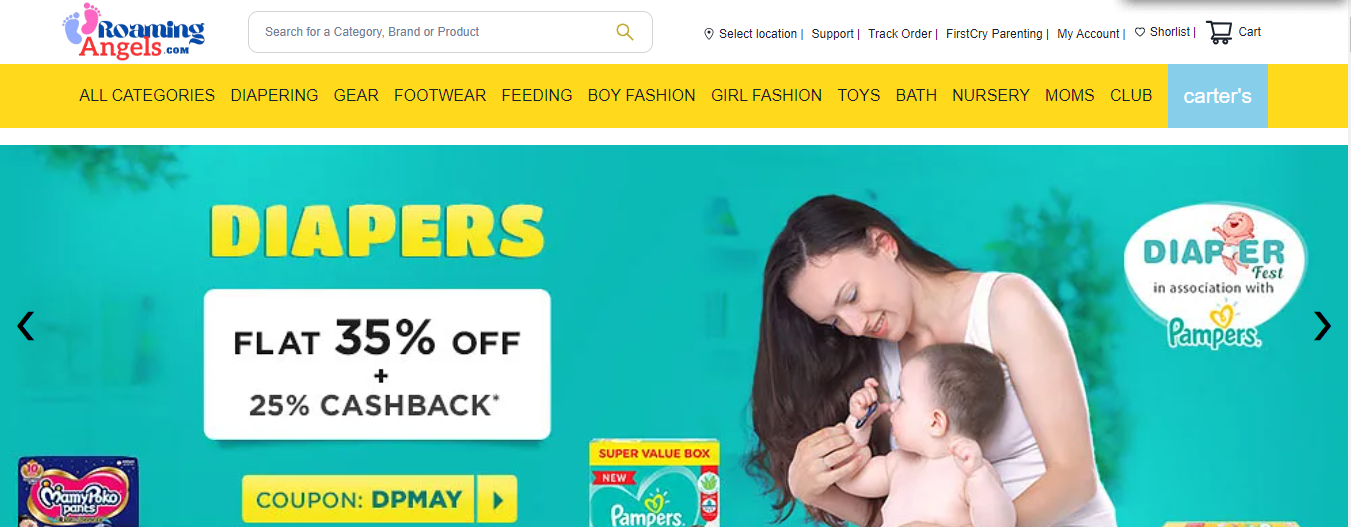 Roaming
Angels.COM
Search for a Category, Brand or Product
Select location |
Support |
Track Order |
FirstCry Parenting |
My Account |
Shorlist |
Cart
ALL CATEGORIES
DIAPERING
GEAR
FOOTWEAR
FEEDING
BOY FASHION
GIRL FASHION
TOYS
BATH
NURSERY
MOMS
CLUB
carter's
DIAPERS
FLAT 35% OFF
+
25% CASHBACK*
COUPON: DPMAY
DIAPER
Fest
in association with
Pampers.
10
MamyPoko
pants
SUPER VALUE BOX
NEW
Pampers.